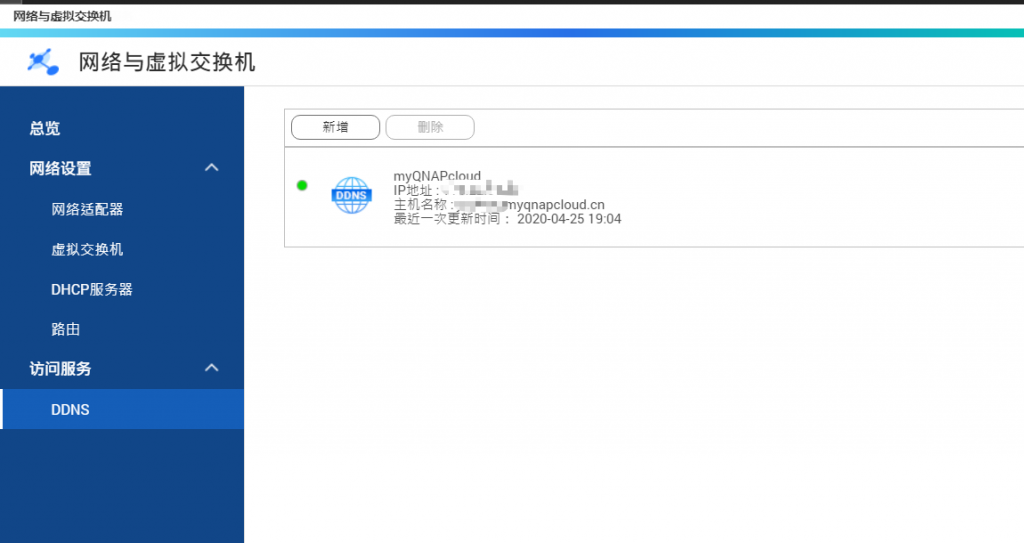 网络与虚拟交换机
网络与虚拟交换机
总览
网络设置
网络适配器
虚拟交换机
DHCP服务器
路由
访问服务
DDNS
新增
删除
DDNS
myQNAPcloud
IP地址 :
主机名称 : myqnapcloud.cn
最近一次更新时间 : 2020-04-25 19:04